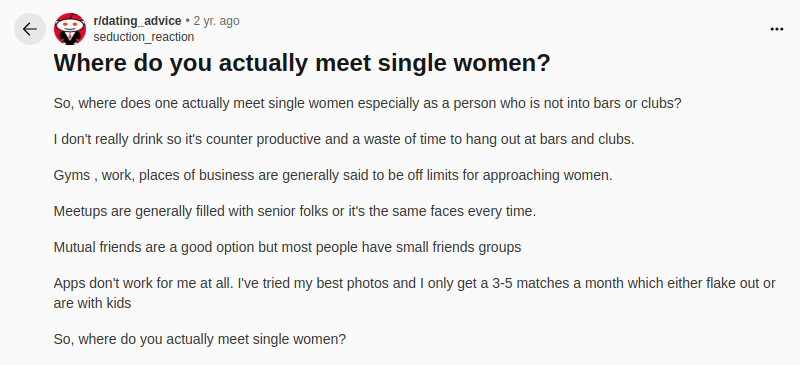 r/dating_advice • 2 yr. ago
seduction_reaction
Where do you actually meet single women?
So, where does one actually meet single women especially as a person who is not into bars or clubs?
I don't really drink so it's counter productive and a waste of time to hang out at bars and clubs.
Gyms , work, places of business are generally said to be off limits for approaching women.
Meetups are generally filled with senior folks or it's the same faces every time.
Mutual friends are a good option but most people have small friends groups
Apps don't work for me at all. I've tried my best photos and I only get a 3-5 matches a month which either flake out or
are with kids
So, where do you actually meet single women?